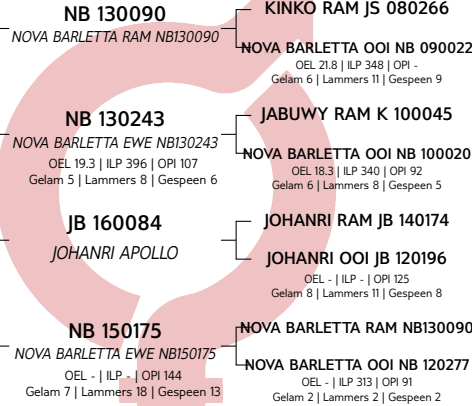 NB 130090
NOVA BARLETTA RAM NB130090
NB 130243
NOVA BARLETTA EWE NB130243
OEL 19.3 | ILP 396 | OPI 107
Gelam 5 | Lammers 8 | Gespeen 6
JB 160084
JOHANRI APOLLO
NB 150175
NOVA BARLETTA EWE NB150175
OEL - | ILP - | OPI 144
Gelam 7 | Lammers 18 | Gespeen 13
KINKO RAM JS 080266
NOVA BARLETTA OOI NB 090022
OEL 21.8 | ILP 348 | OPI -
Gelam 6 | Lammers 11 | Gespeen 9
JABUWY RAM K 100045
NOVA BARLETTA OOI NB 100020
OEL 18.3 | ILP 340 | OPI 92
Gelam 6 | Lammers 8 | Gespeen 5
JOHANRI RAM JB 140174
JOHANRI OOI JB 120196
OEL - | ILP - | OPI 125
Gelam 8 | Lammers 11 | Gespeen 8
NOVA BARLETTA RAM NB130090
NOVA BARLETTA OOI NB 120277
OEL - | ILP 313 | OPI 91
Gelam 2 | Lammers 2 | Gespeen 2